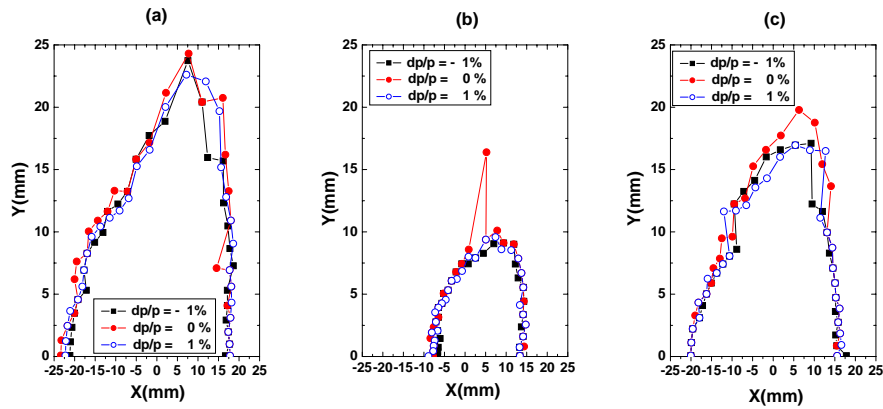 (a)
25
20
15
10
5
0
Y(mm)
-25 -20 -15 -10 -5 0 5 10 15 20 25
X(mm)
dp/p = - 1%
dp/p = 0 %
dp/p = 1 %
(b)
25
20
15
10
5
0
Y(mm)
-25-20-15-10 -5 0 5 10 15 20 25
X(mm)
dp/p = - 1%
dp/p = 0 %
dp/p = 1 %
(c)
25
20
15
10
5
0
Y(mm)
-25-20-15-10 -5 0 5 10 15 20 25
X(mm)
dp/p = - 1%
dp/p = 0 %
dp/p = 1 %